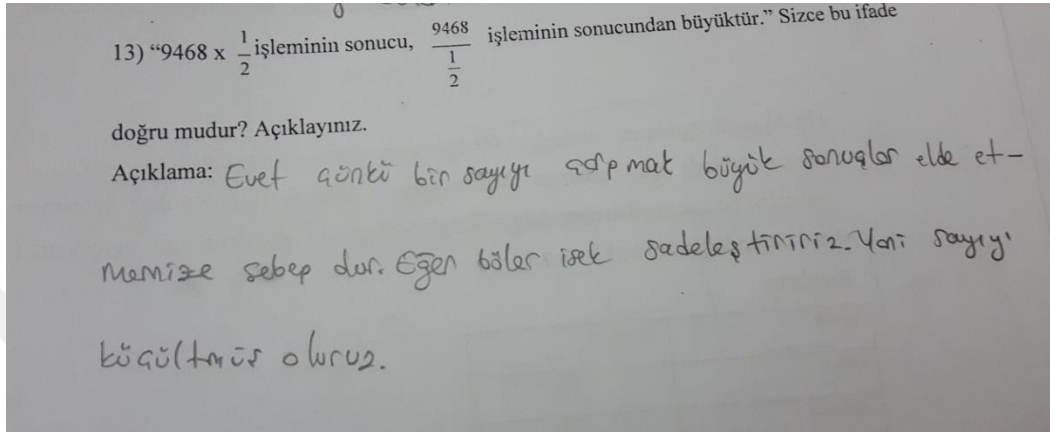 13) “9468 x 1/2 işleminin sonucu, 9468/(1/2) işleminin sonucundan büyüktür.” Sizce bu ifade
doğru mudur? Açıklayınız.
Açıklama: Evet çünkü bir sayıyı çarpmak büyük sonuçlar elde et-
memize sebep olur. Eğer böler isek sadeleştiririz. Yani sayıyı
küçültmüş oluruz.